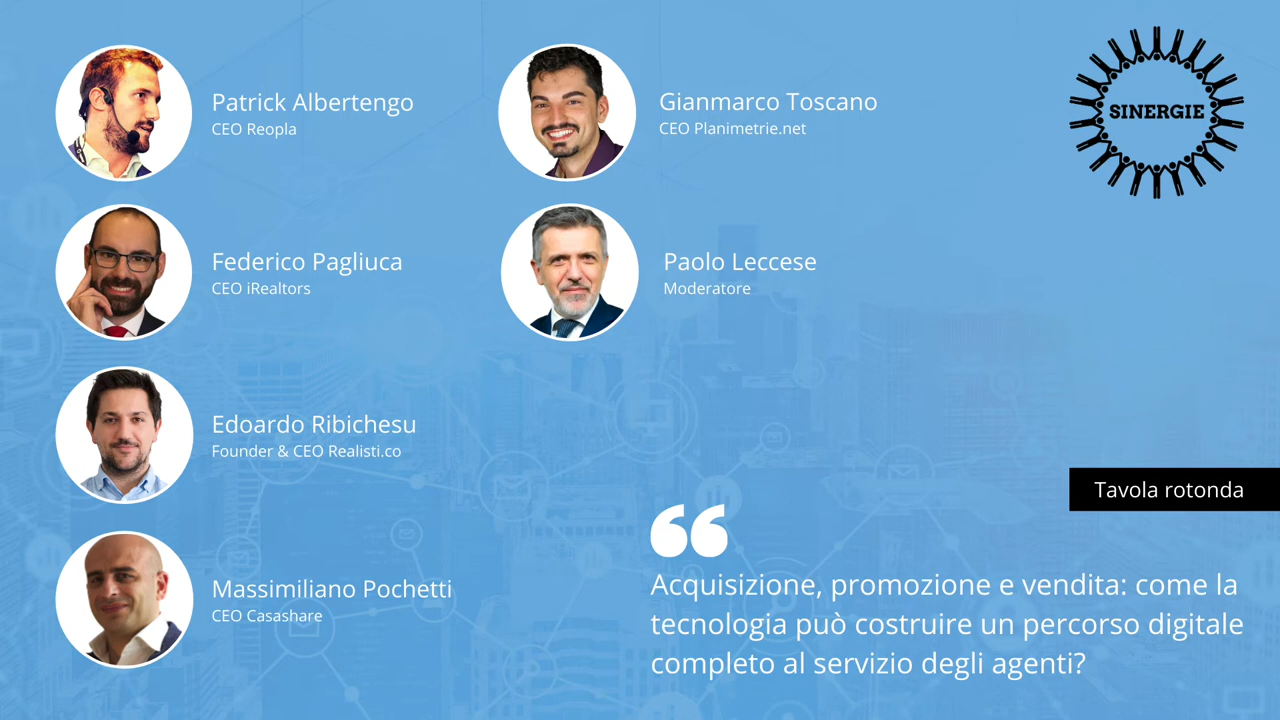 Patrick Albertengo
CEO Reopla
Federico Pagliuca
CEO iRealtors
Edoardo Ribichesu
Founder & CEO Realisti.co
Massimiliano Pochetti
CEO Casashare
Gianmarco Toscano
CEO Planimetrie.net
Paolo Leccese
Moderatore
SINERGIE
Tavola rotonda
“
Acquisizione, promozione e vendita: come la
tecnologia può costruire un percorso digitale
completo al servizio degli agenti?